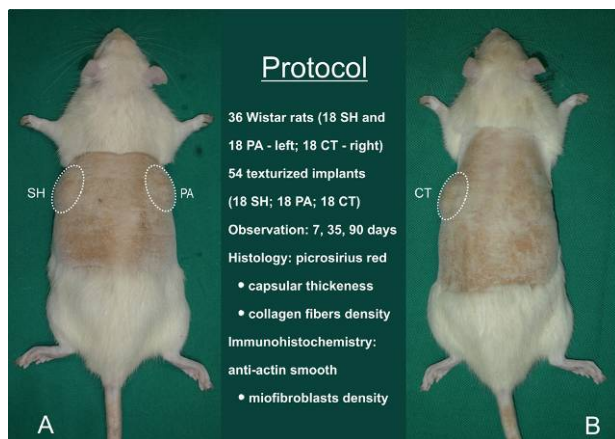 Protocol
36 Wistar rats (18 SH and
18 PA - left; 18 CT - right)
54 texturized implants
(18 SH; 18 PA; 18 CT)
Observation: 7, 35, 90 days
Histology: picrosirius red
• capsular thickness
• collagen fibers density
Immunohistochemistry:
anti-actin smooth
• miofibroblasts density
SH
PA
CT
A
B